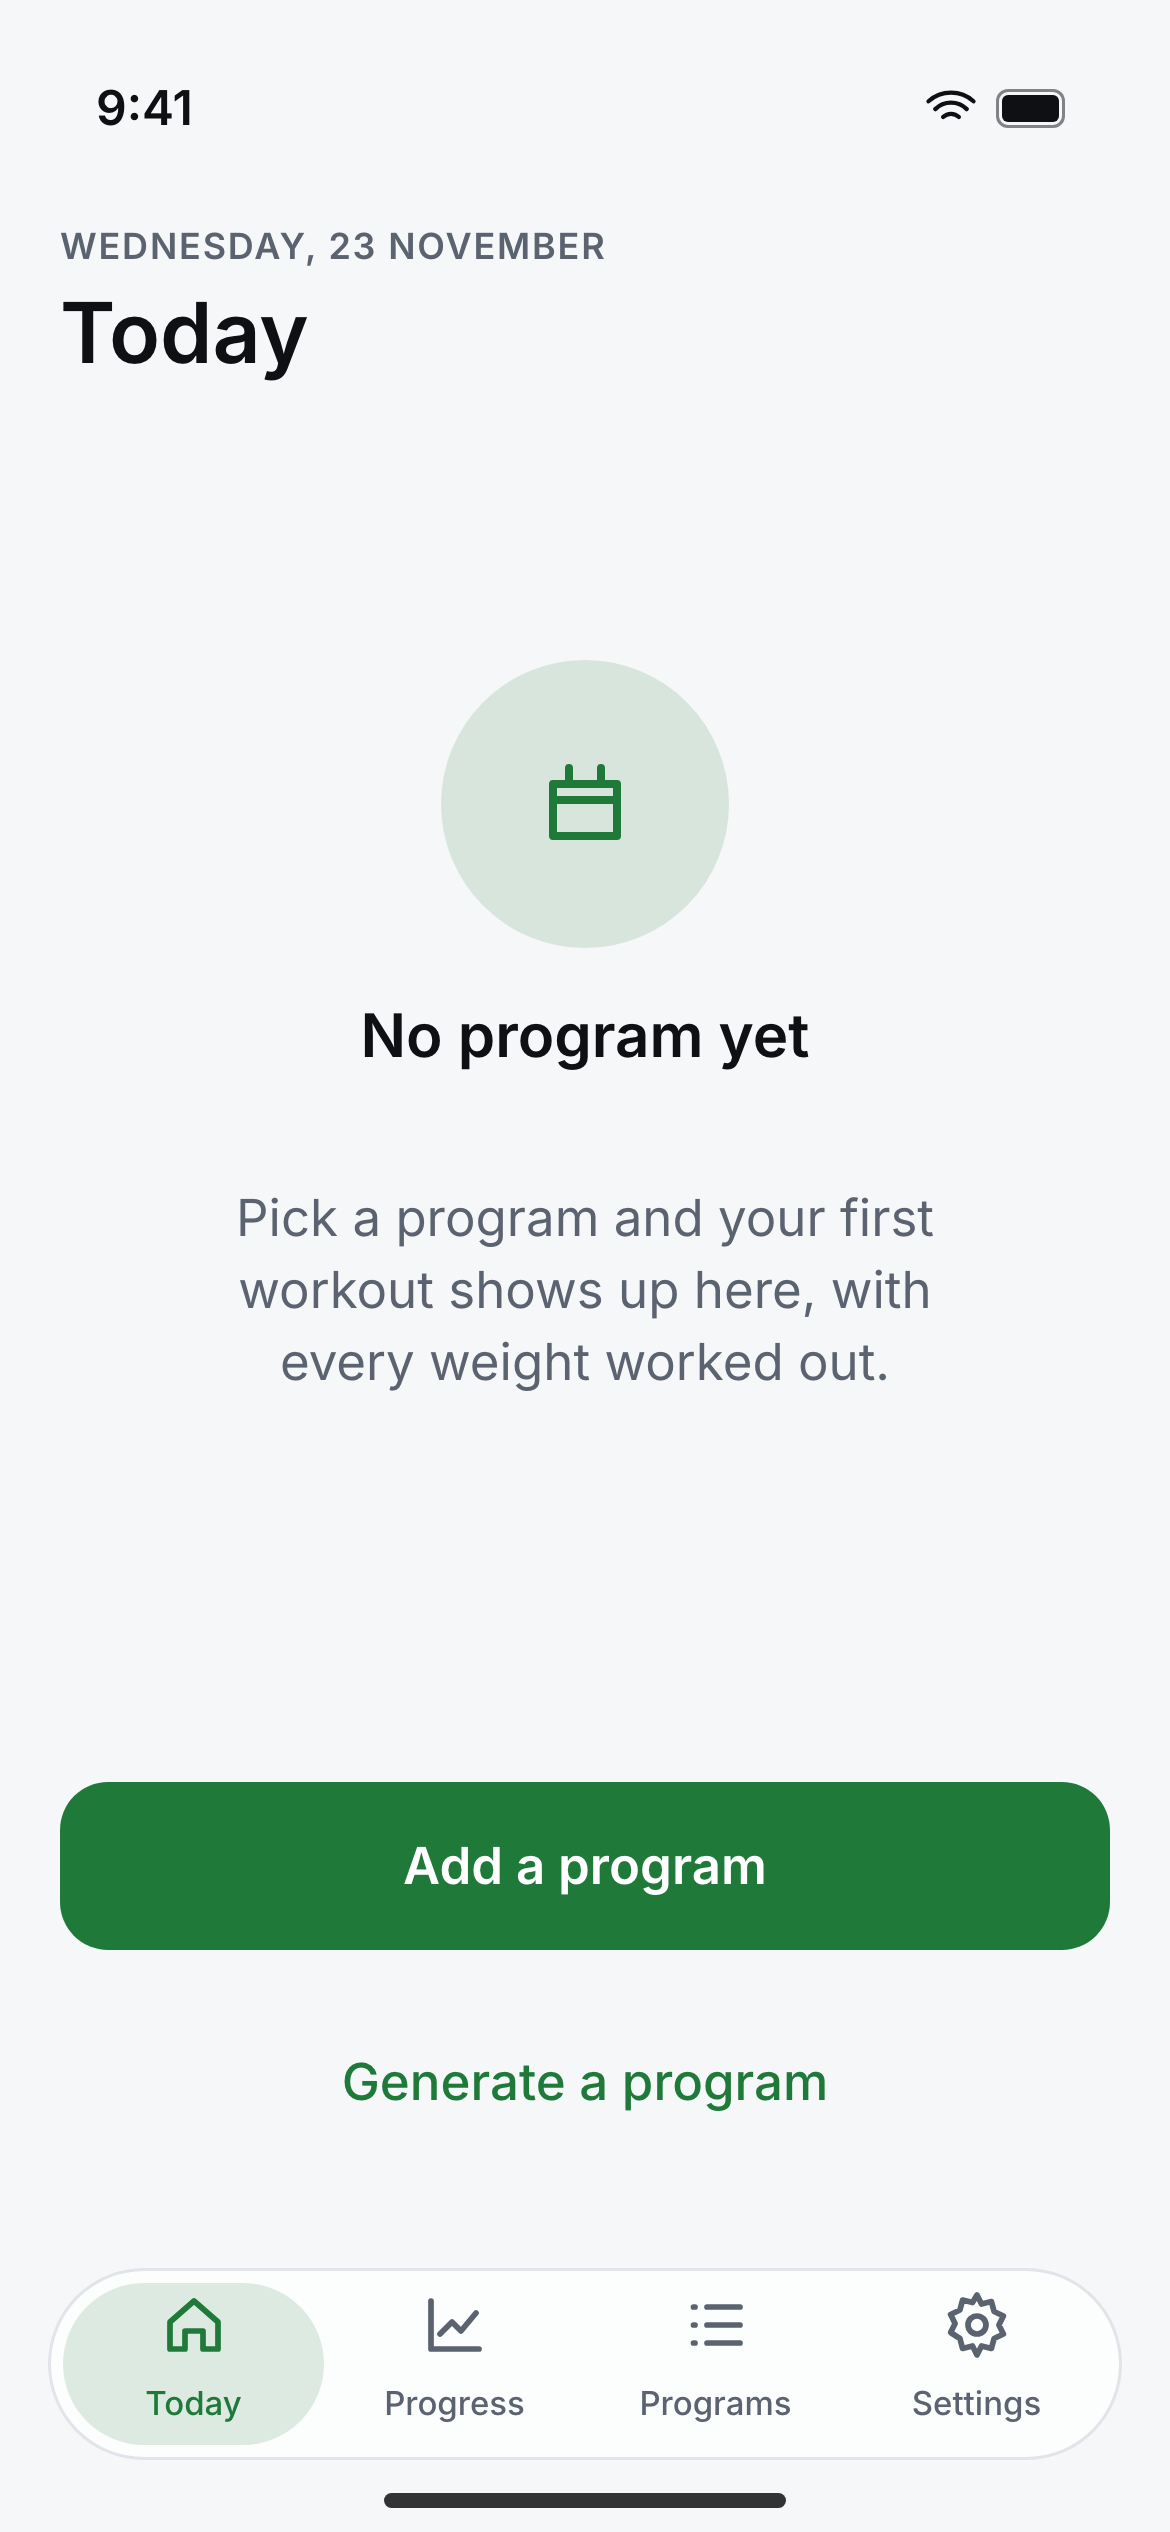 9:41
WEDNESDAY, 23 NOVEMBER
Today
No program yet
Pick a program and your first
workout shows up here, with
every weight worked out.
Add a program
Generate a program
Today
Progress
Programs
Settings